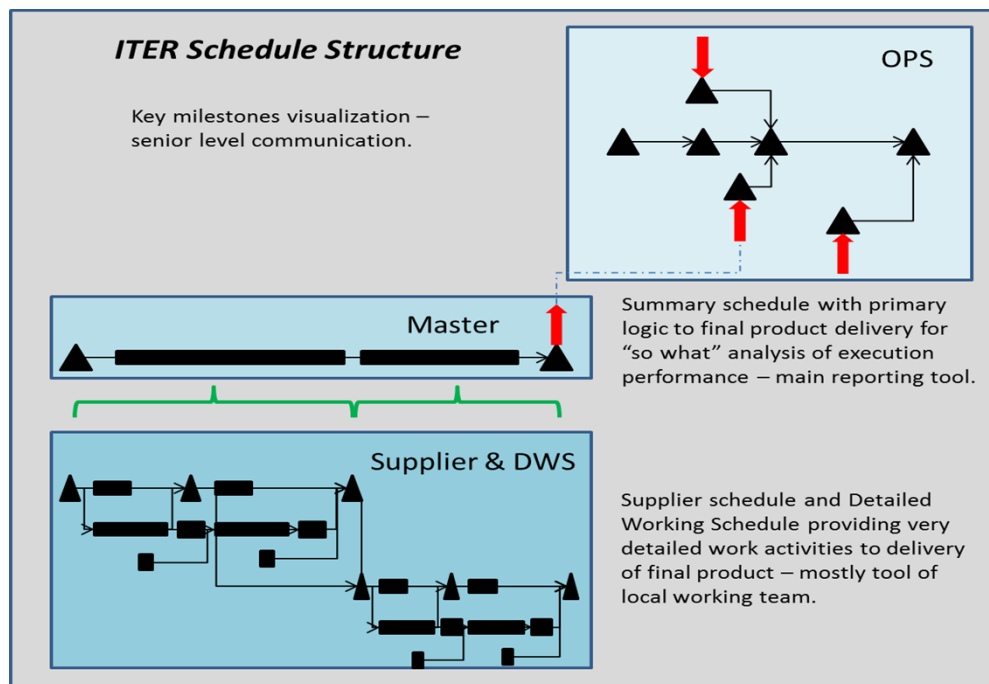 ITER Schedule Structure
OPS
Key milestones visualization –
senior level communication.
Master
Summary schedule with primary
logic to final product delivery for
“so what” analysis of execution
performance – main reporting tool.
Supplier & DWS
Supplier schedule and Detailed
Working Schedule providing very
detailed work activities to delivery
of final product – mostly tool of
local working team.